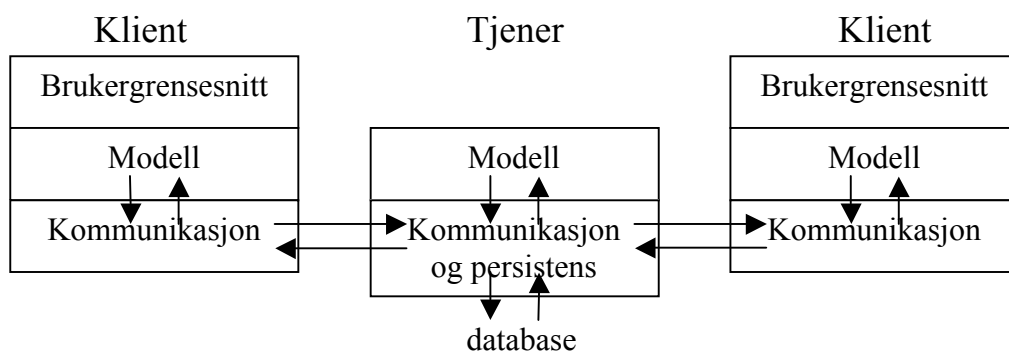 Klient
Brukergrensesnitt
Modell
Kommunikasjon
Tjener
Modell
Kommunikasjon
og persistens
database
Klient
Brukergrensesnitt
Modell
Kommunikasjon